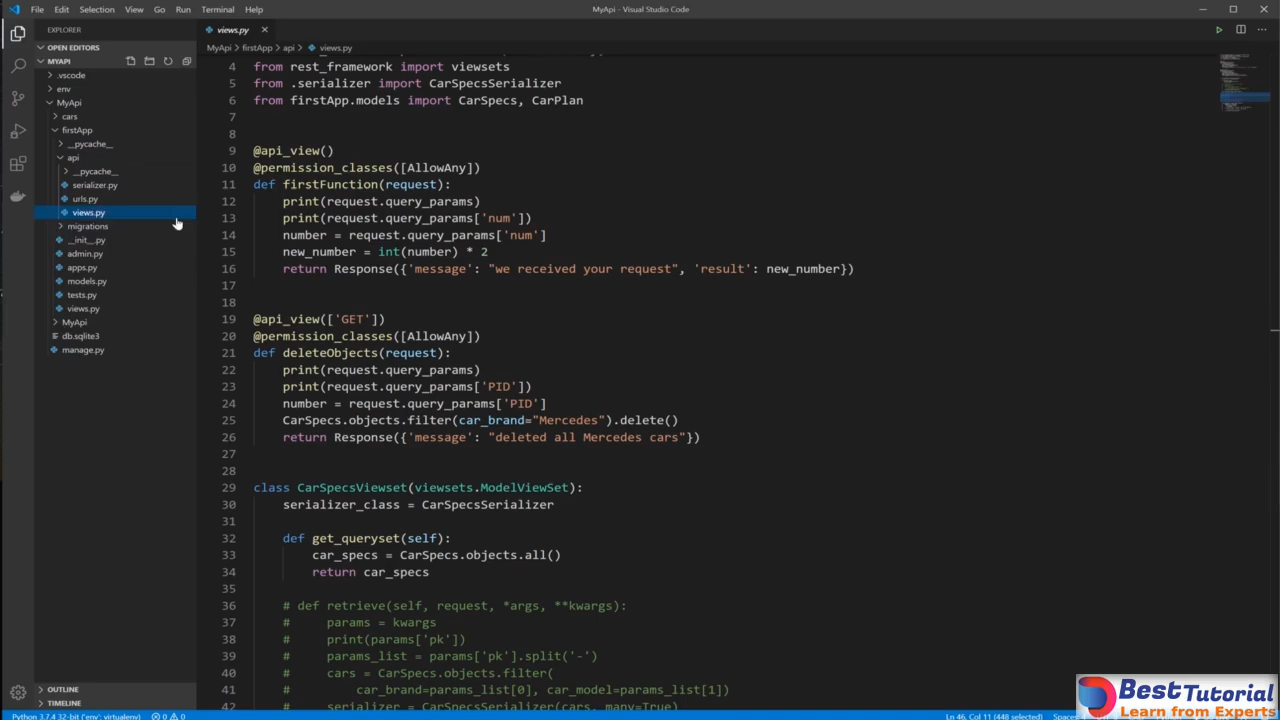 File Edit Selection View Go Run Terminal Help
MyApi - Visual Studio Code
EXPLORER
OPEN EDITORS
MYAPI
.vscode
env
MyApi
cars
firstApp
__pycache__
api
__pycache__
serializer.py
urls.py
views.py
migrations
__init__.py
admin.py
apps.py
models.py
tests.py
views.py
MyApi
db.sqlite3
manage.py
OUTLINE
TIMELINE
views.py
MyApi > firstApp > api > views.py
4 from rest_framework import viewsets
5 from .serializer import CarSpecsSerializer
6 from firstApp.models import CarSpecs, CarPlan
7
8
9 @api_view()
10 @permission_classes([AllowAny])
11 def firstFunction(request):
12 print(request.query_params)
13 print(request.query_params['num'])
14 number = request.query_params['num']
15 new_number = int(number) * 2
16 return Response({'message': "we received your request", 'result': new_number})
17
18
19 @api_view(['GET'])
20 @permission_classes([AllowAny])
21 def deleteObjects(request):
22 print(request.query_params)
23 print(request.query_params['PID'])
24 number = request.query_params['PID']
25 CarSpecs.objects.filter(car_brand="Mercedes").delete()
26 return Response({'message': "deleted all Mercedes cars"})
27
28
29 class CarSpecsViewset(viewsets.ModelViewSet):
30 serializer_class = CarSpecsSerializer
31
32 def get_queryset(self):
33 car_specs = CarSpecs.objects.all()
34 return car_specs
35
36 # def retrieve(self, request, *args, **kwargs):
37 # params = kwargs
38 # print(params['pk'])
39 # params_list = params['pk'].split('-')
40 # cars = CarSpecs.objects.filter(
41 # car_brand=params_list[0], car_model=params_list[1])
42 # serializer = CarSpecsSerializer(cars, many=True)
Python 3.7.4 32-bit ('env': virtualenv) 0 0
Ln 46, Col 11 (448 selected) Spaces
BestTutorial
Learn from Experts